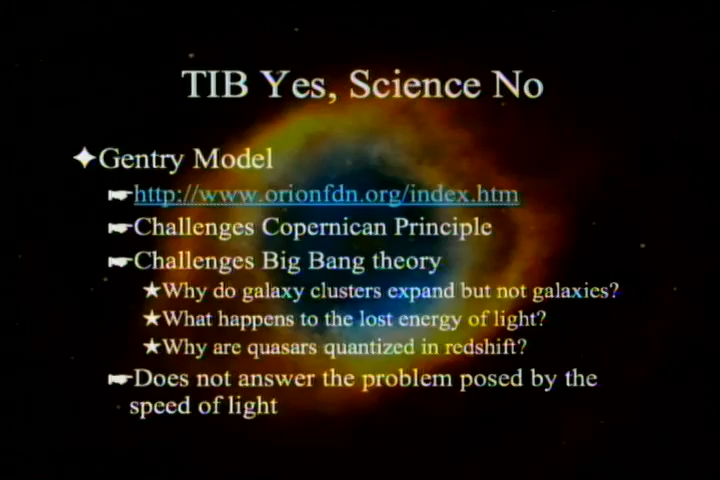 TIB Yes, Science No
Gentry Model
http://www.orionfdn.org/index.htm
Challenges Copernican Principle
Challenges Big Bang theory
Why do galaxy clusters expand but not galaxies?
What happens to the lost energy of light?
Why are quasars quantized in redshift?
Does not answer the problem posed by the
speed of light